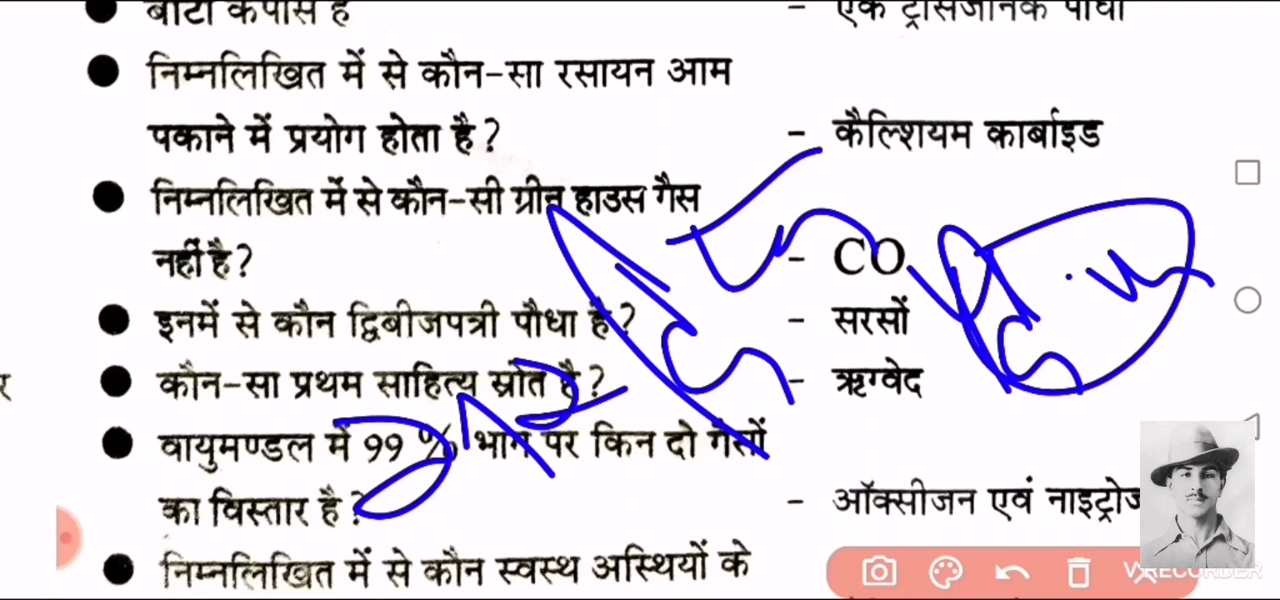 बीटी कपास है - एक ट्रांसजैनिक पौधा
● निम्नलिखित में से कौन-सा रसायन आम
पकाने में प्रयोग होता है? - कैल्शियम कार्बाइड
● निम्नलिखित में से कौन-सी ग्रीन हाउस गैस
नहीं है? - CO
● इनमें से कौन द्विबीजपत्री पौधा है? - सरसों
र
● कौन-सा प्रथम साहित्य स्रोत है? - ऋग्वेद
● वायुमण्डल में 99 % भाग पर किन दो गैसों
का विस्तार है? - ऑक्सीजन एवं नाइट्रोज
● निम्नलिखित में से कौन स्वस्थ अस्थियों के
RECORDER